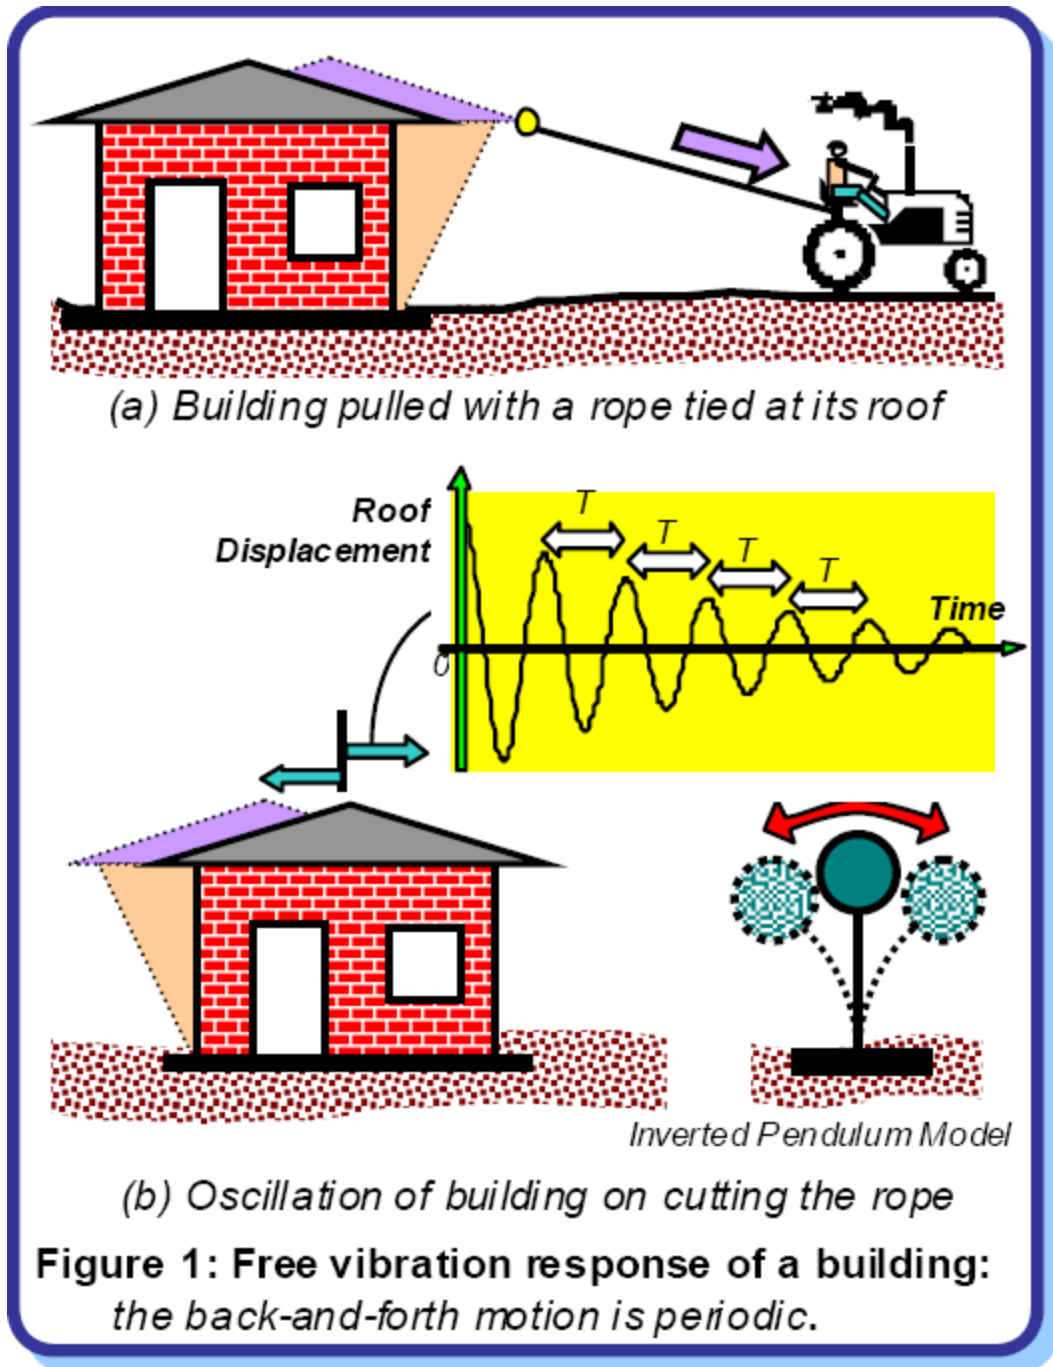 (a) Building pulled with a rope tied at its roof
Roof
Displacement
T
T
T
T
Time
0
Inverted Pendulum Model
(b) Oscillation of building on cutting the rope
Figure 1: Free vibration response of a building:
the back-and-forth motion is periodic.